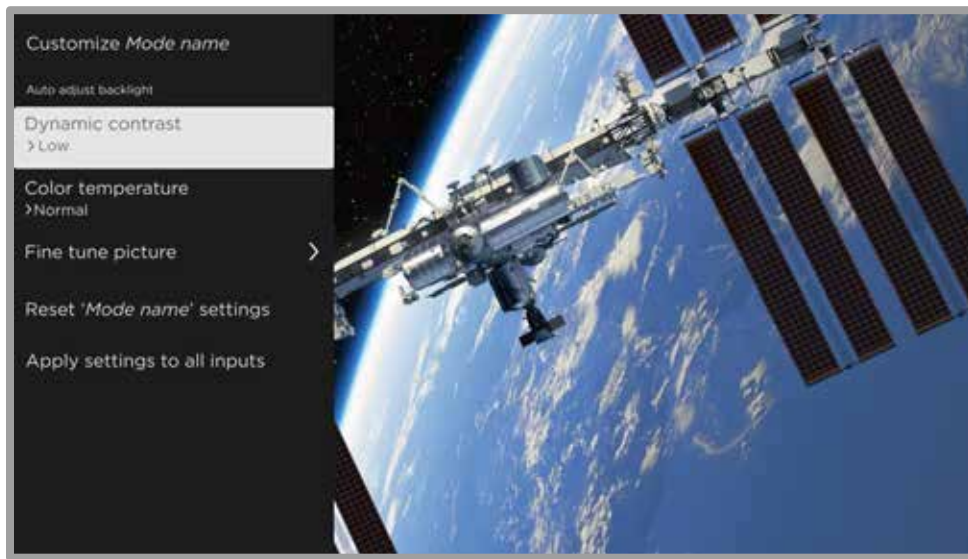 Customize Mode name
Auto adjust backlight
Dynamic contrast
>Low
Color temperature
>Normal
Fine tune picture >
Reset ‘Mode name’ settings
Apply settings to all inputs